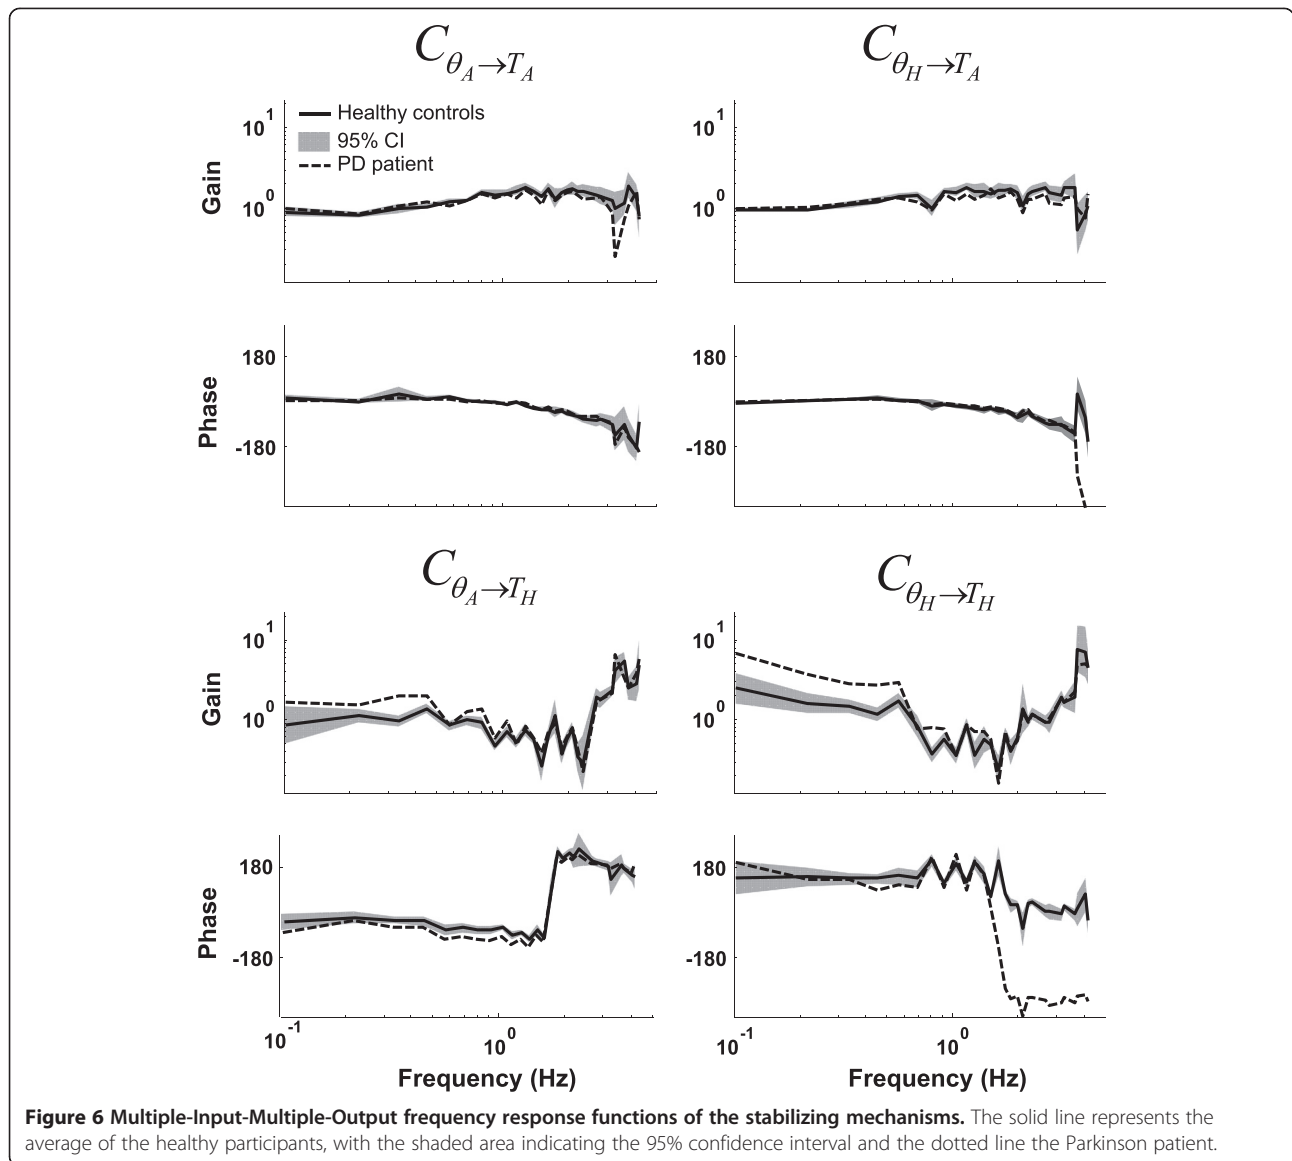 C θA→TA
C θH→TA
Gain
10^1
10^0
Healthy controls
95% CI
PD patient
10^1
10^0
Phase
180
-180
180
-180
C θA→TH
C θH→TH
Gain
10^1
10^0
10^1
10^0
Phase
180
-180
180
-180
10^-1
10^0
10^-1
10^0
Frequency (Hz)
Frequency (Hz)
Figure 6 Multiple-Input-Multiple-Output frequency response functions of the stabilizing mechanisms. The solid line represents the
average of the healthy participants, with the shaded area indicating the 95% confidence interval and the dotted line the Parkinson patient.